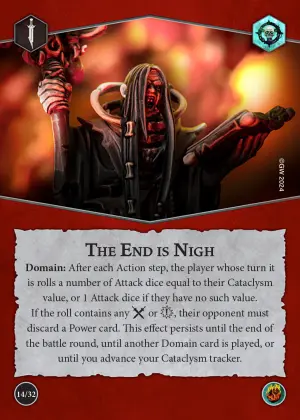 ©GW 2024
The End is Nigh
Domain: After each Action step, the player whose turn it
is rolls a number of Attack dice equal to their Cataclysm
value, or 1 Attack dice if they have no such value.
If the roll contains any or , their opponent must
discard a Power card. This effect persists until the end of
the battle round, until another Domain card is played, or
until you advance your Cataclysm tracker.
14/32